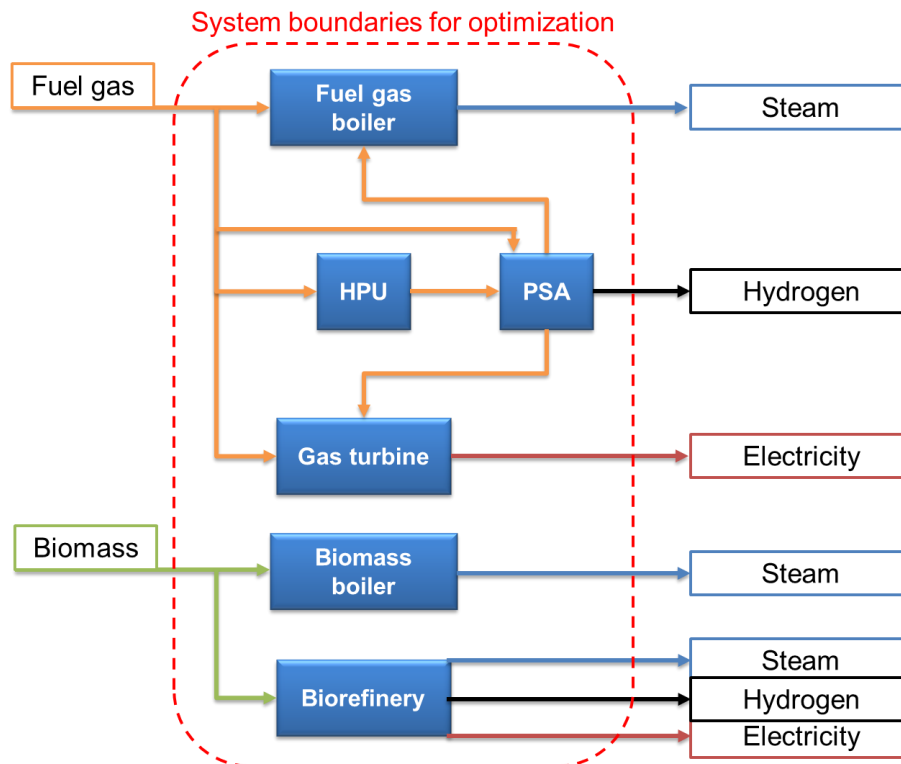 System boundaries for optimization
Fuel gas
Fuel gas
boiler
Steam
HPU
PSA
Hydrogen
Gas turbine
Electricity
Biomass
Biomass
boiler
Steam
Biorefinery
Steam
Hydrogen
Electricity